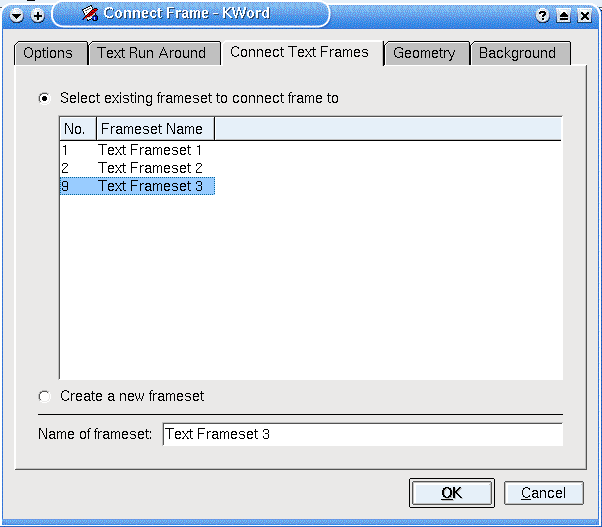 Connect Frame - KWord
Options Text Run Around Connect Text Frames Geometry Background
Select existing frameset to connect frame to
No. Frameset Name
1 Text Frameset 1
2 Text Frameset 2
9 Text Frameset 3
Create a new frameset
Name of frameset: Text Frameset 3
OK Cancel